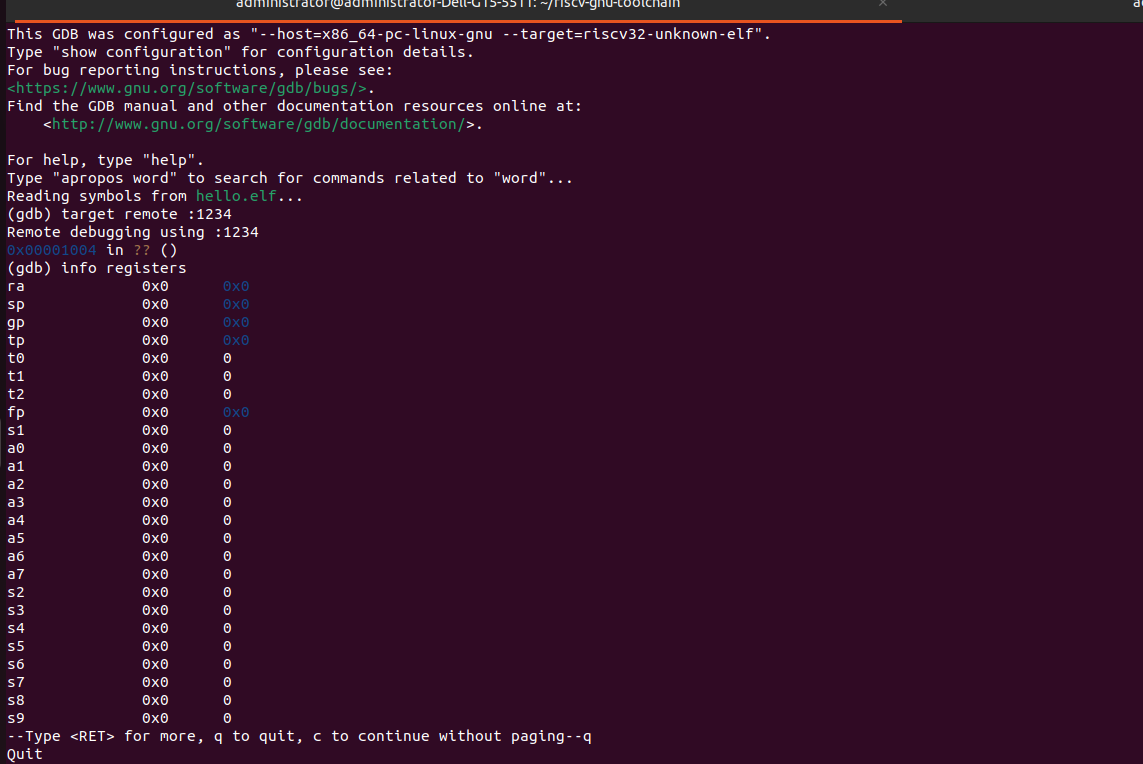 administrator@administrator-Dell-G15-5511: ~/riscv-gnu-toolchain
This GDB was configured as "--host=x86_64-pc-linux-gnu --target=riscv32-unknown-elf".
Type "show configuration" for configuration details.
For bug reporting instructions, please see:
<https://www.gnu.org/software/gdb/bugs/>.
Find the GDB manual and other documentation resources online at:
    <http://www.gnu.org/software/gdb/documentation/>.

For help, type "help".
Type "apropos word" to search for commands related to "word"...
Reading symbols from hello.elf...
(gdb) target remote :1234
Remote debugging using :1234
0x00001004 in ?? ()
(gdb) info registers
ra             0x0      0x0
sp             0x0      0x0
gp             0x0      0x0
tp             0x0      0x0
t0             0x0      0
t1             0x0      0
t2             0x0      0
fp             0x0      0x0
s1             0x0      0
a0             0x0      0
a1             0x0      0
a2             0x0      0
a3             0x0      0
a4             0x0      0
a5             0x0      0
a6             0x0      0
a7             0x0      0
s2             0x0      0
s3             0x0      0
s4             0x0      0
s5             0x0      0
s6             0x0      0
s7             0x0      0
s8             0x0      0
s9             0x0      0
--Type <RET> for more, q to quit, c to continue without paging--q
Quit